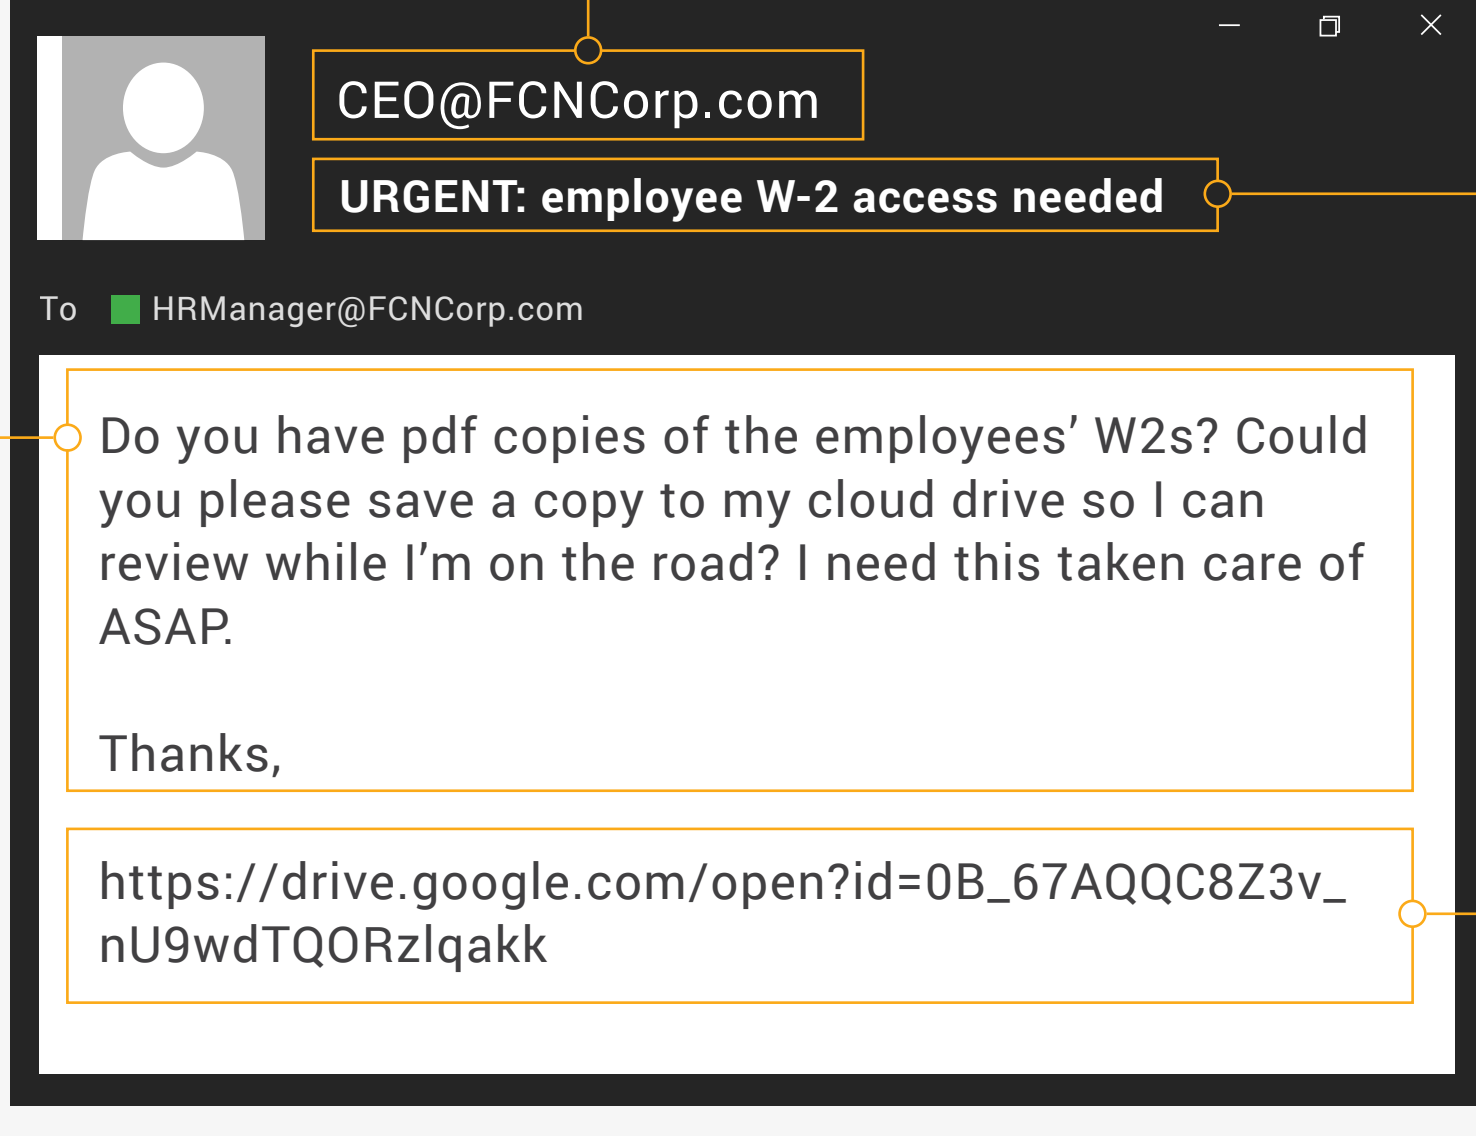 CEO@FCNCorp.com
URGENT: employee W-2 access needed
To HRManager@FCNCorp.com
Do you have pdf copies of the employees’ W2s? Could
you please save a copy to my cloud drive so I can
review while I’m on the road? I need this taken care of
ASAP.
Thanks,
https://drive.google.com/open?id=0B_67AQQC8Z3v_
nU9wdTQORzlqakk